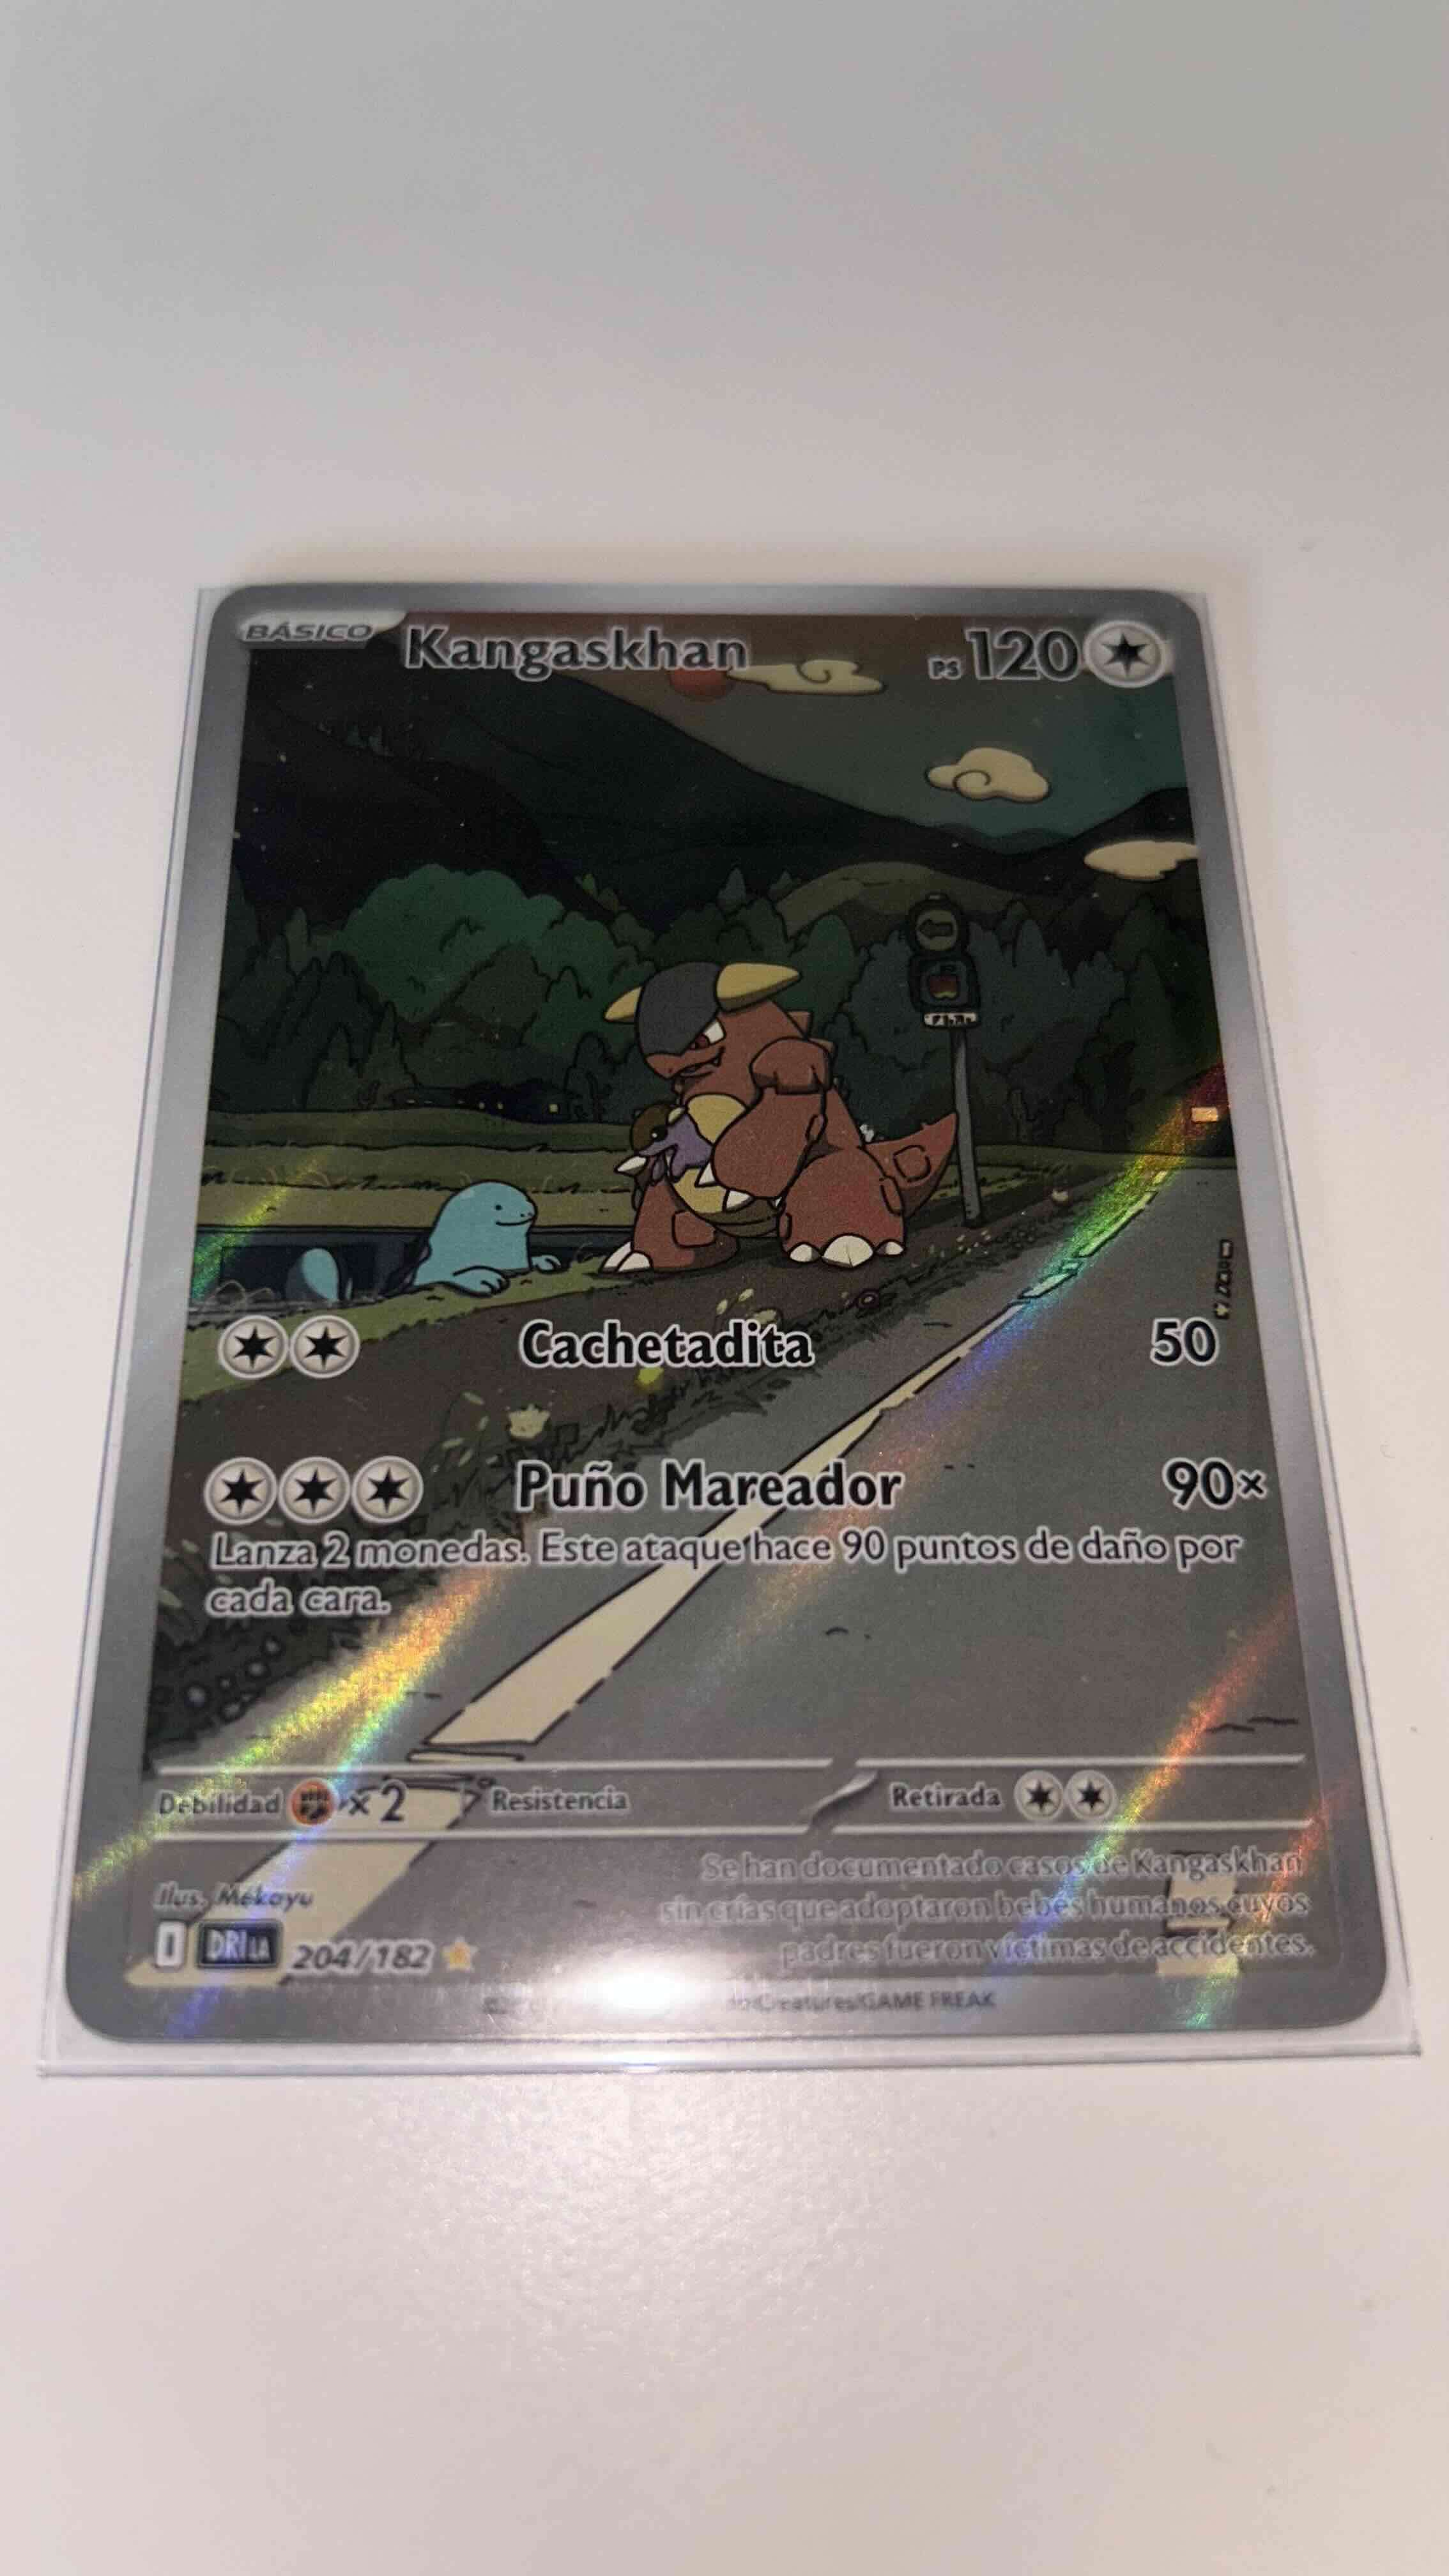 BÁSICO Kangaskhan PS 120
Cachetadita 50
Puño Mareador 90×
Lanza 2 monedas. Este ataque hace 90 puntos de daño por
cada cara.
Debilidad ×2 Resistencia Retirada
Se han documentado casos de Kangaskhan
sin crías que adoptaron bebés humanos cuyos
padres fueron víctimas de accidentes.
Ilus. Mekayu
I DRI LA 204/182
Creatures/GAME FREAK